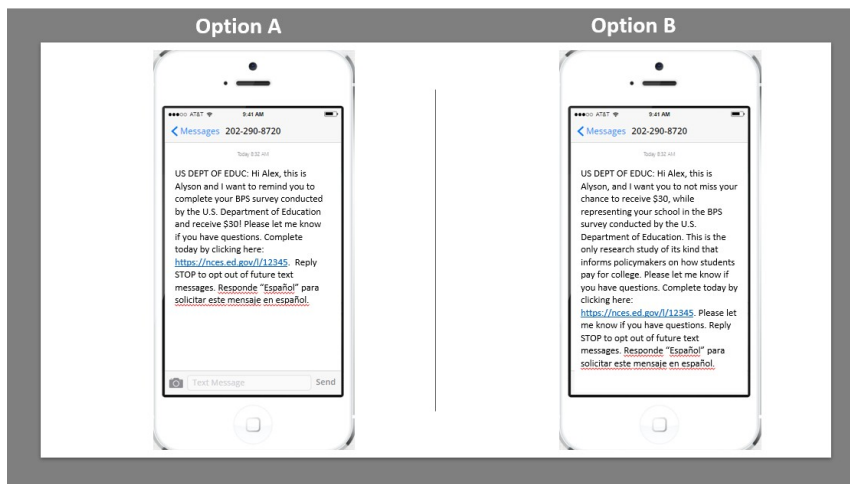 Option A
Option B
AT&T 9:41 AM
Messages 202-290-8720
Today 8:32 AM
US DEPT OF EDUC: Hi Alex, this is
Alyson and I want to remind you to
complete your BPS survey conducted
by the U.S. Department of Education
and receive $30! Please let me know
if you have questions. Complete
today by clicking here:
https://nces.ed.gov/l/12345. Reply
STOP to opt out of future text
messages. Responde “Español” para
solicitar este mensaje en español.
Text Message Send
AT&T 9:41 AM
Messages 202-290-8720
Today 8:32 AM
US DEPT OF EDUC: Hi Alex, this is
Alyson, and I want you to not miss your
chance to receive $30, while
representing your school in the BPS
survey conducted by the U.S.
Department of Education. This is the
only research study of its kind that
informs policymakers on how students
pay for college. Please let me know if
you have questions. Complete today by
clicking here:
https://nces.ed.gov/l/12345. Please let
me know if you have questions. Reply
STOP to opt out of future text
messages. Responde “Español” para
solicitar este mensaje en español.